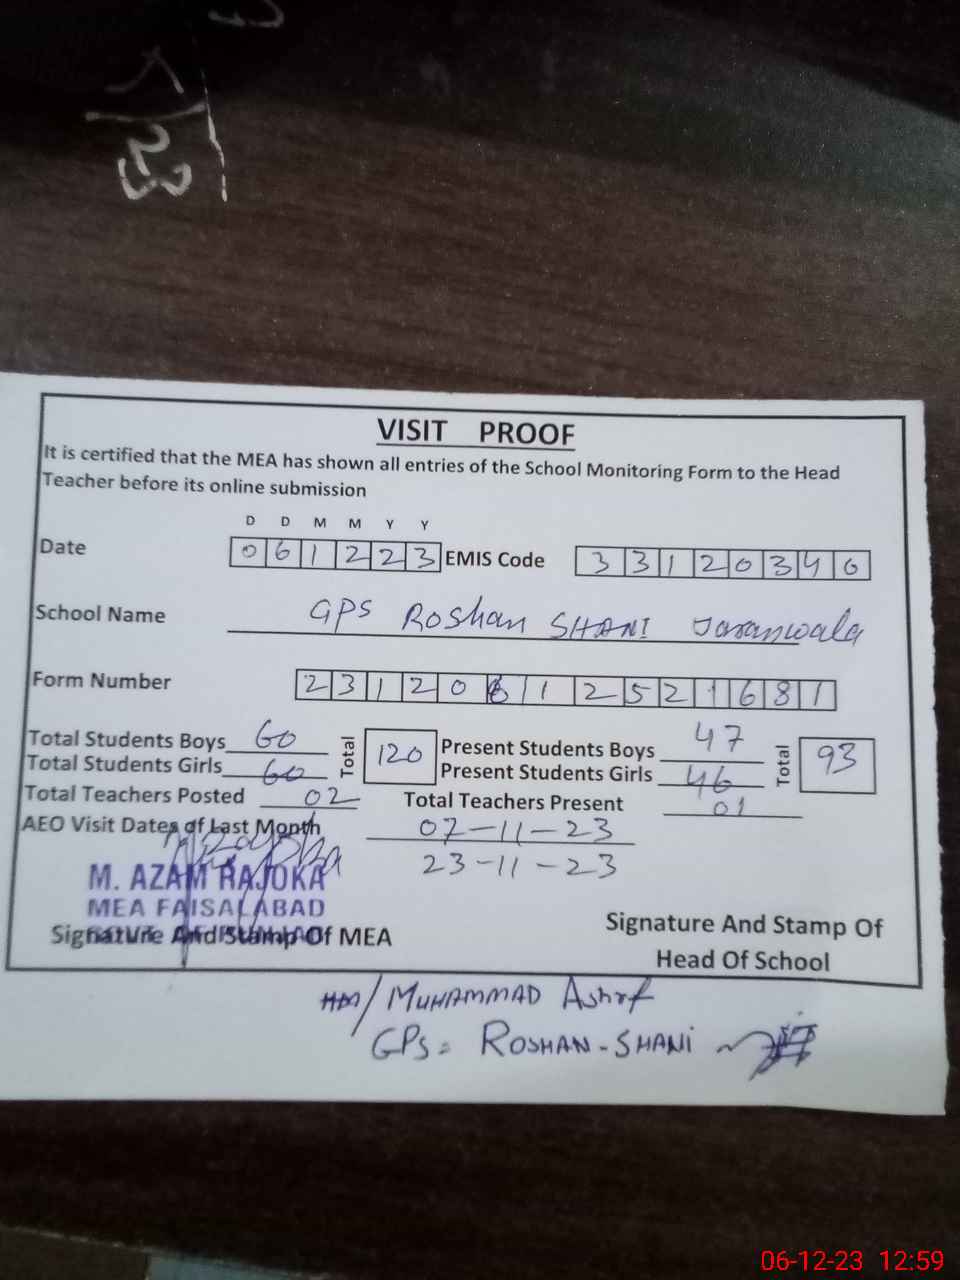 VISIT PROOF
It is certified that the MEA has shown all entries of the School Monitoring Form to the Head
Teacher before its online submission
D D M M Y Y
Date 0 6 1 2 2 3 EMIS Code 3 3 1 2 0 3 4 0
School Name GPS ROSHAN SHANI Jaranwala
Form Number 2 3 1 2 0 6 1 2 5 2 1 6 8 1
Total Students Boys 60 Total 120 Present Students Boys 47 Total 93
Total Students Girls 60 Present Students Girls 46
Total Teachers Posted 02 Total Teachers Present 01
AEO Visit Dates of Last Month 07-11-23
23-11-23
M. AZAM RAJOKA
MEA FAISALABAD
Signature And Stamp Of MEA
Signature And Stamp Of
Head Of School
HM/MUHAMMAD Ashrf
GPS= ROSHAN-SHANI
06-12-23 12:59